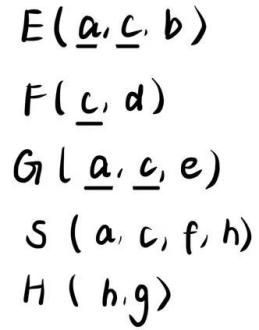 E(a, c, b)
F(c, d)
G(a, c, e)
S(a, c, f, h)
H(h, g)